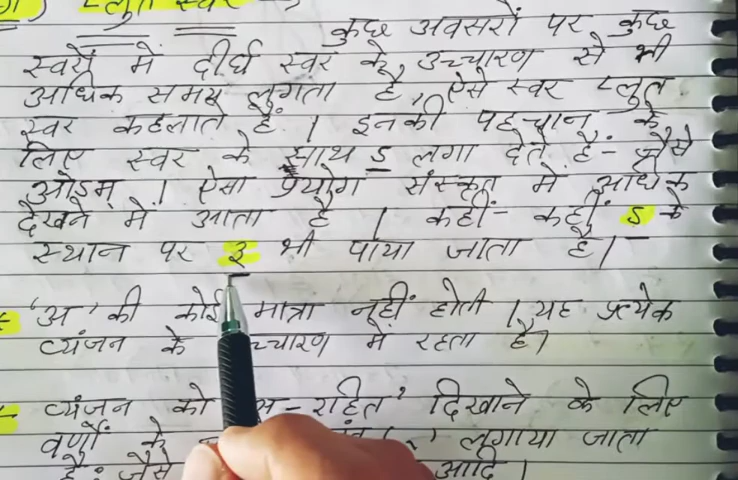 प्लुत स्वर
कुछ अवसरों पर कुछ
स्वरों में दीर्घ स्वर के उच्चारण से भी
अधिक समय लगता है, ऐसे स्वर प्लुत
स्वर कहलाते हैं । इनकी पहचान के
लिए स्वर के साथ ऽ लगा देते हैं- जैसे
ओऽम् । ऐसा प्रयोग संस्कृत में अधिक
देखने में आता है । कहीं- कहीं ऽ के
स्थान पर ३ भी पाया जाता है।
'अ' की कोई मात्रा नहीं होती । यह प्रत्येक
व्यंजन के च्चारण में रहता है।
व्यंजन को अ-रहित' दिखाने के लिए
वर्णों के लगाया जाता
है: जैसे आदि ।